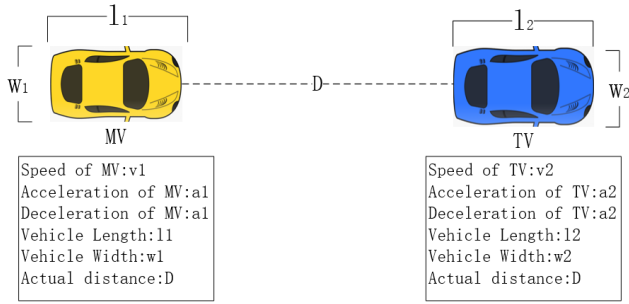 l1
l2
W1
D
W2
MV
TV
Speed of MV:v1
Acceleration of MV:a1
Deceleration of MV:a1
Vehicle Length:l1
Vehicle Width:w1
Actual distance:D
Speed of TV:v2
Acceleration of TV:a2
Deceleration of TV:a2
Vehicle Length:l2
Vehicle Width:w2
Actual distance:D